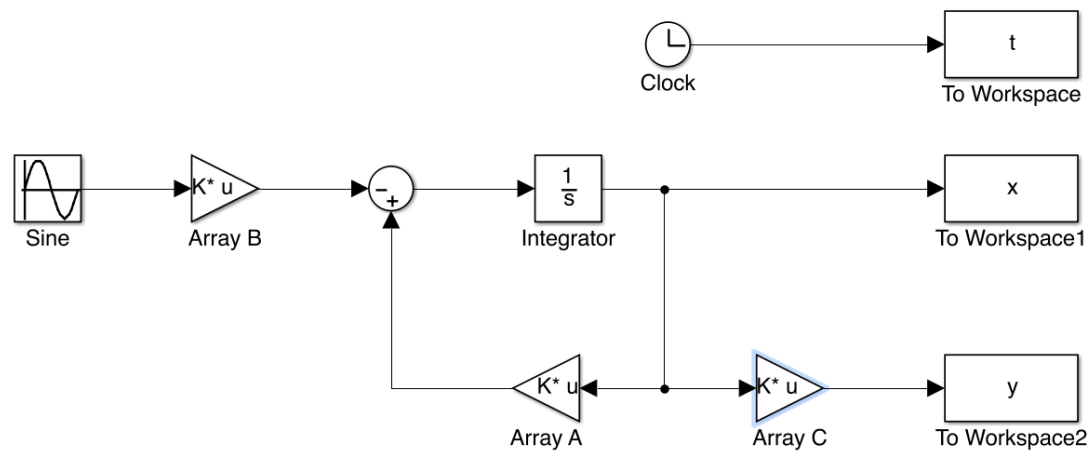 t
Clock
To Workspace
K* u
−
+
1
s
x
Sine
Array B
Integrator
To Workspace1
K* u
K* u
y
Array A
Array C
To Workspace2